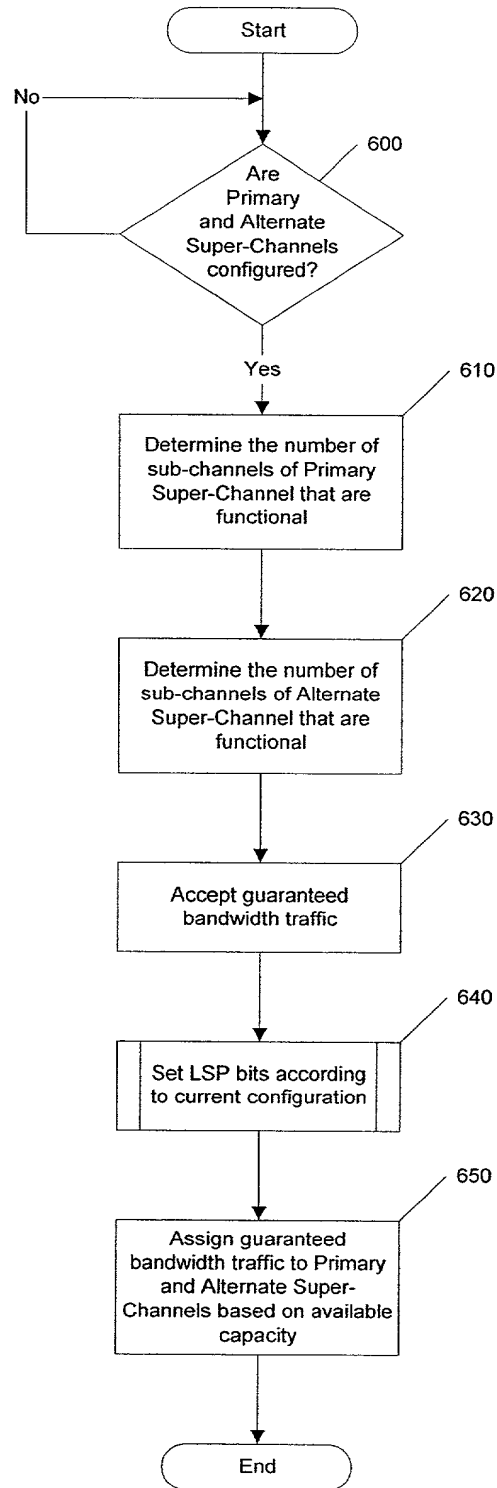 Start
No
600
Are
Primary
and Alternate
Super-Channels
configured?
Yes
610
Determine the number of
sub-channels of Primary
Super-Channel that are
functional
620
Determine the number of
sub-channels of Alternate
Super-Channel that are
functional
630
Accept guaranteed
bandwidth traffic
640
Set LSP bits according
to current configuration
650
Assign guaranteed
bandwidth traffic to Primary
and Alternate Super-
Channels based on available
capacity
End